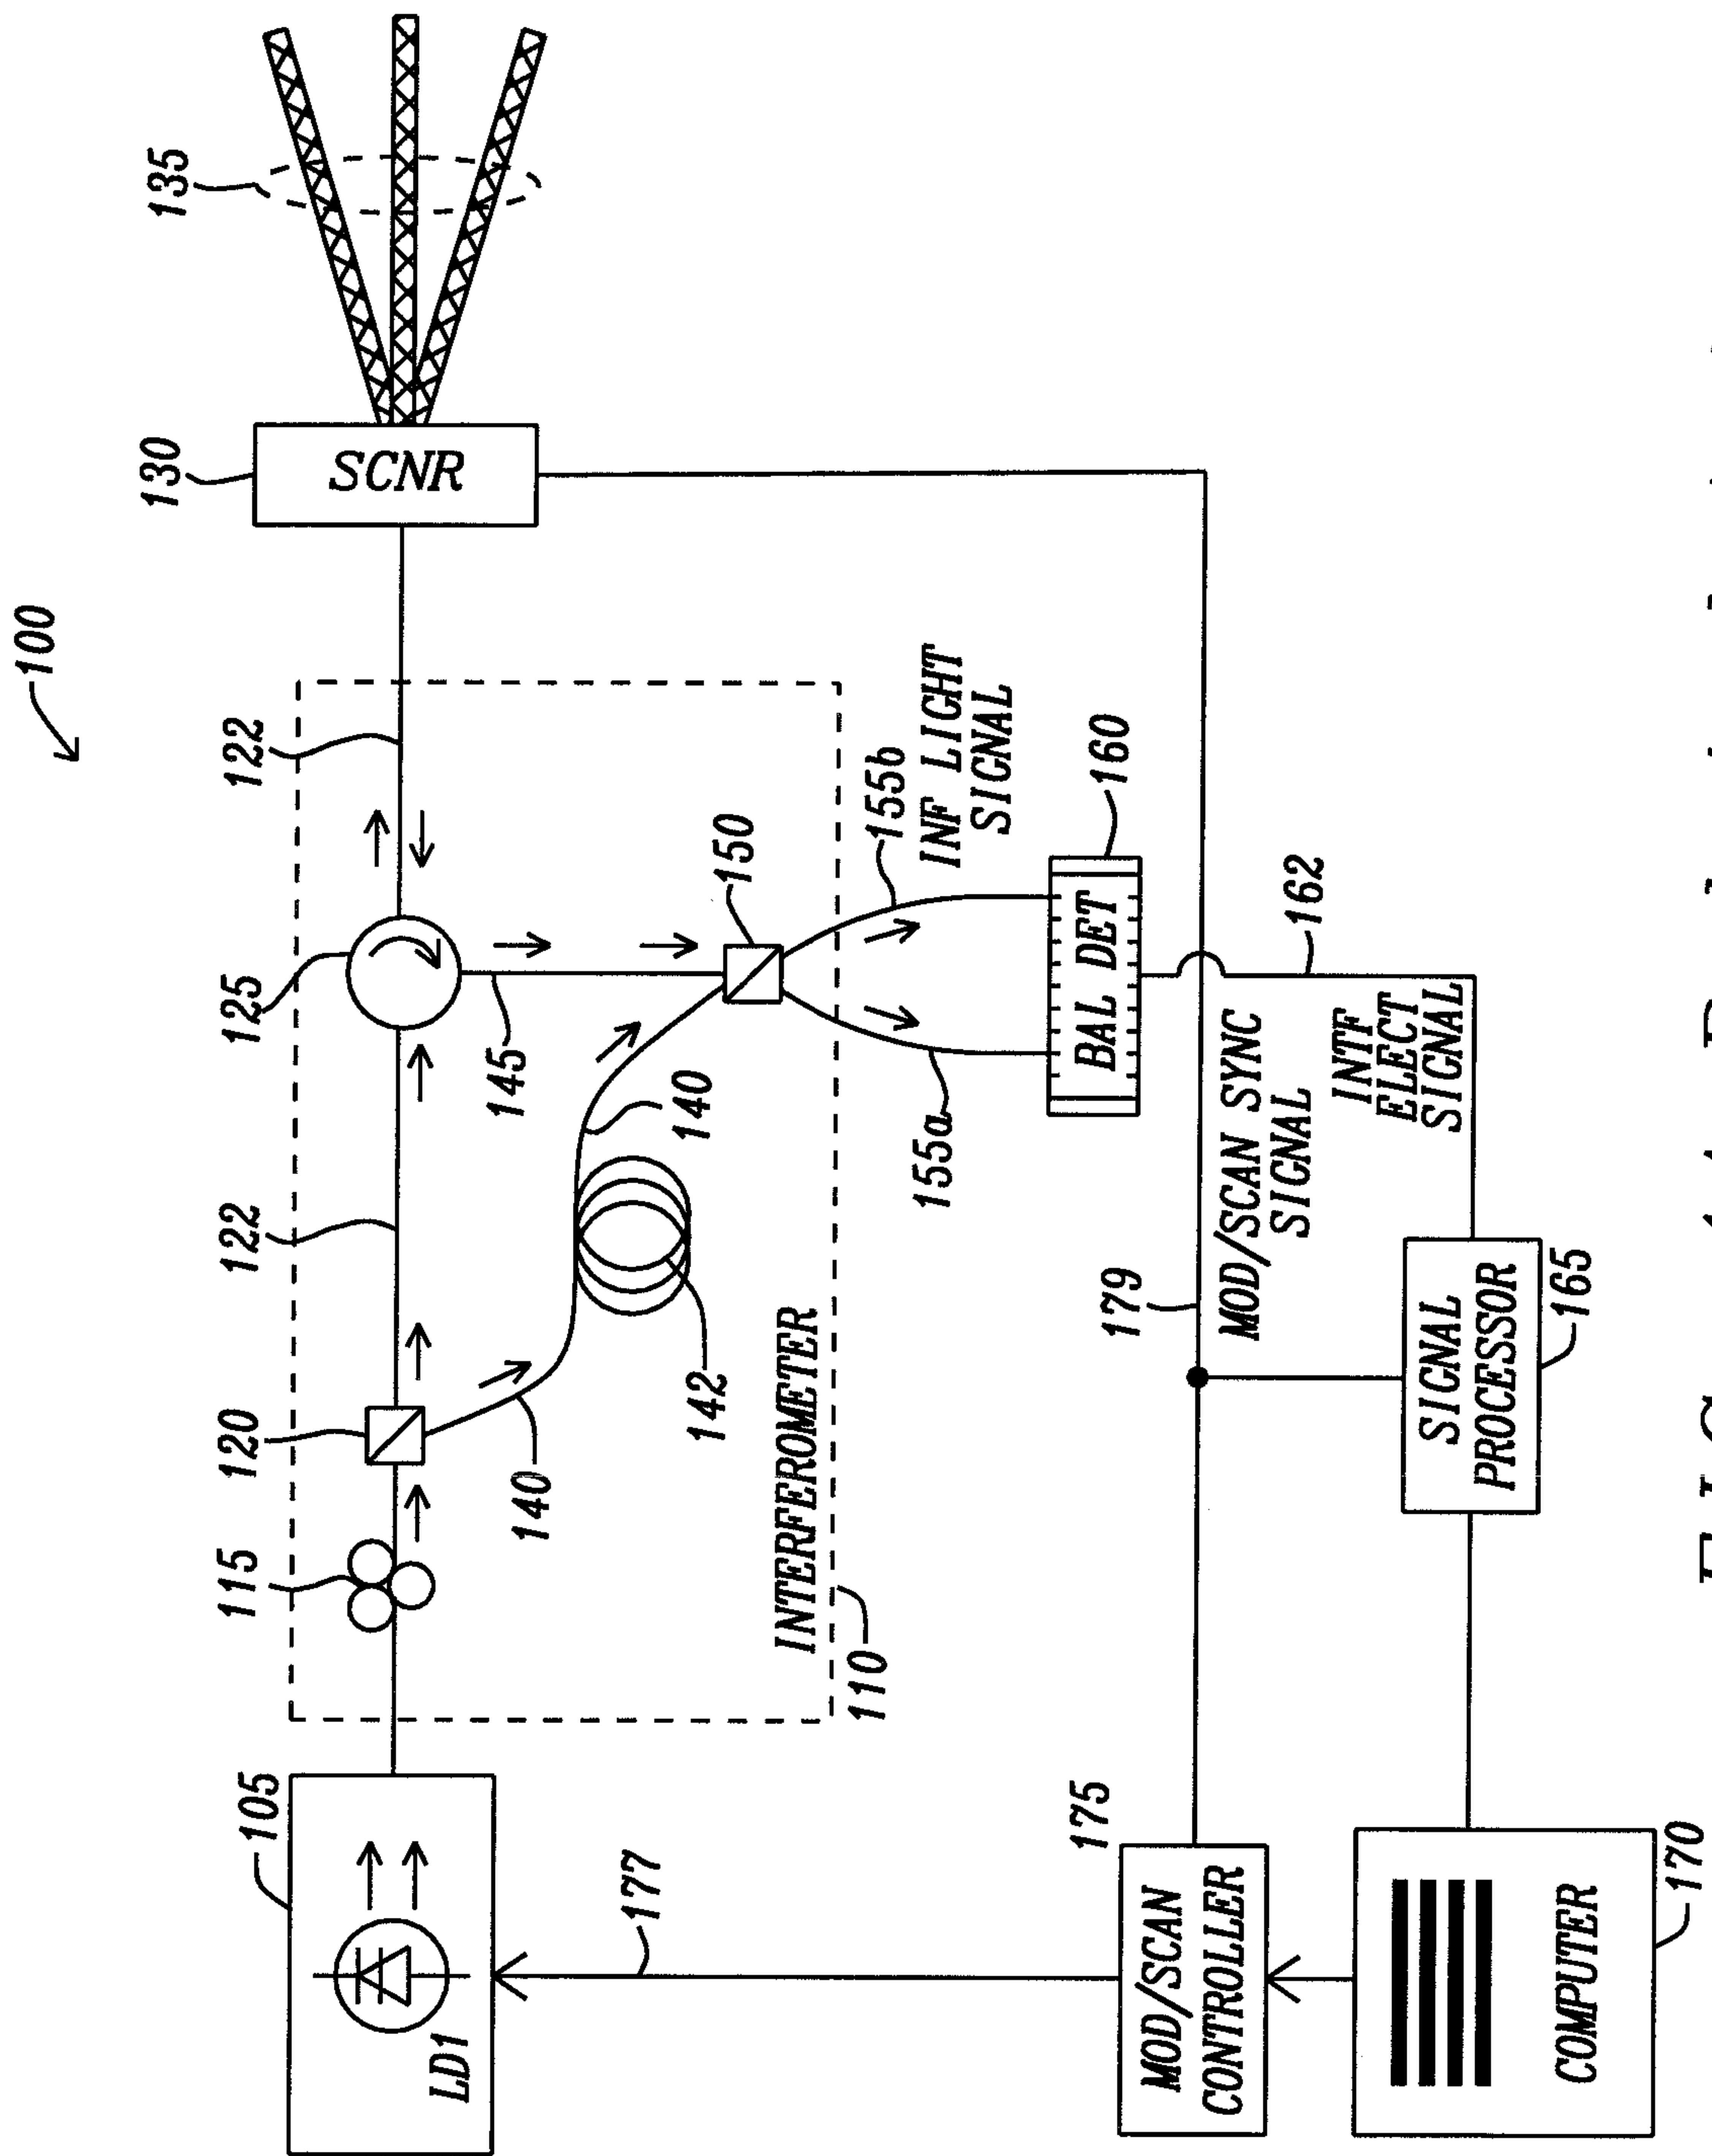 100
135
130
SCNR
122
125
122
120
115
105
LD1
145
140
140
142
150
INTERFEROMETER
110
155b
INF LIGHT
SIGNAL
155a
160
BAL DET
162
INTF
ELECT
SIGNAL
MOD/SCAN SYNC
SIGNAL
179
177
175
MOD/SCAN
CONTROLLER
SIGNAL
PROCESSOR
165
COMPUTER
170